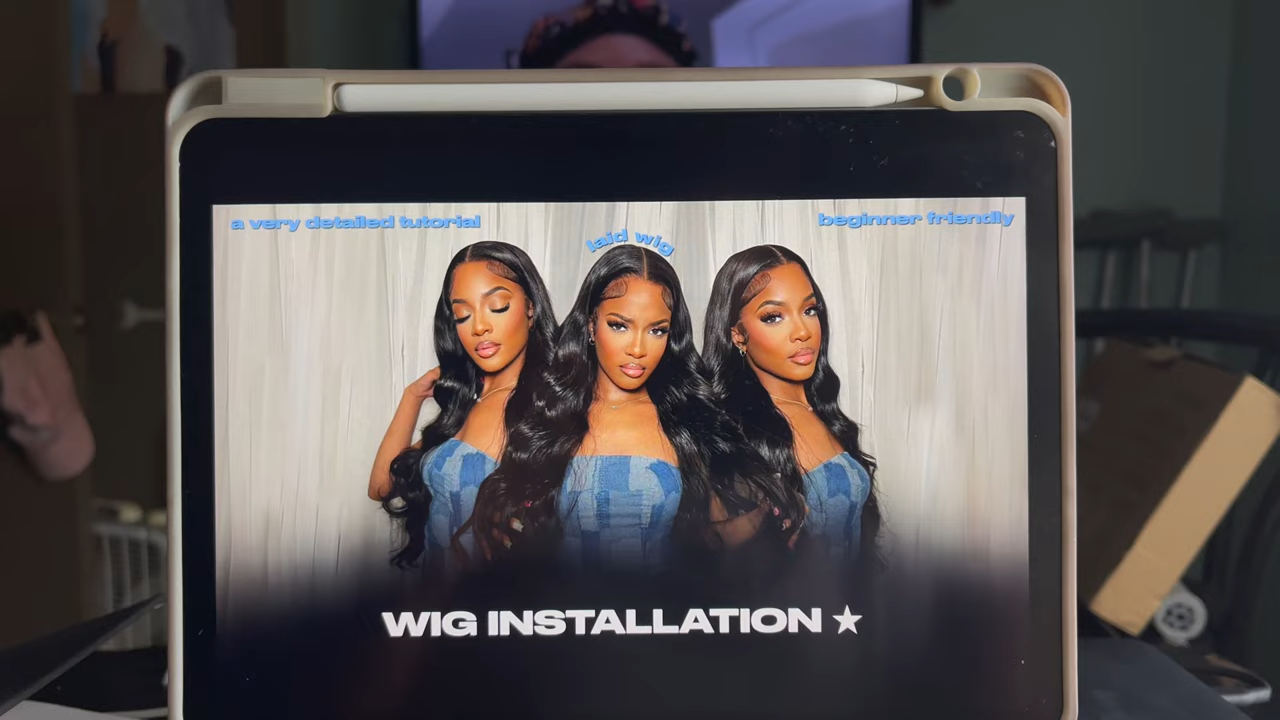 a very detailed tutorial
beginner friendly
laid wig
WIG INSTALLATION ★